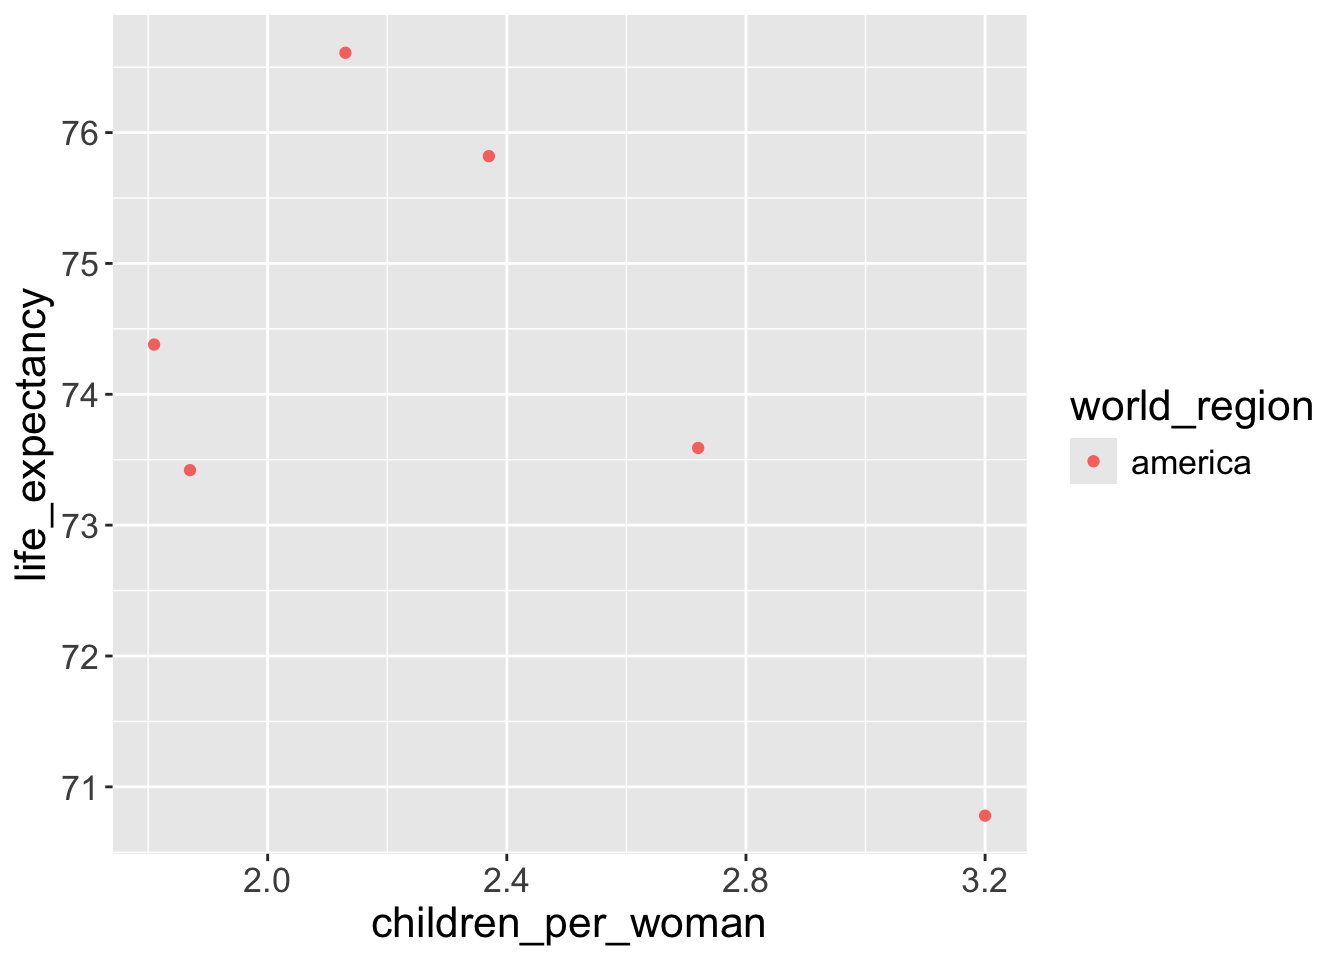 life_expectancy
76
75
74
73
72
71
2.0 2.4 2.8 3.2
children_per_woman
world_region
america